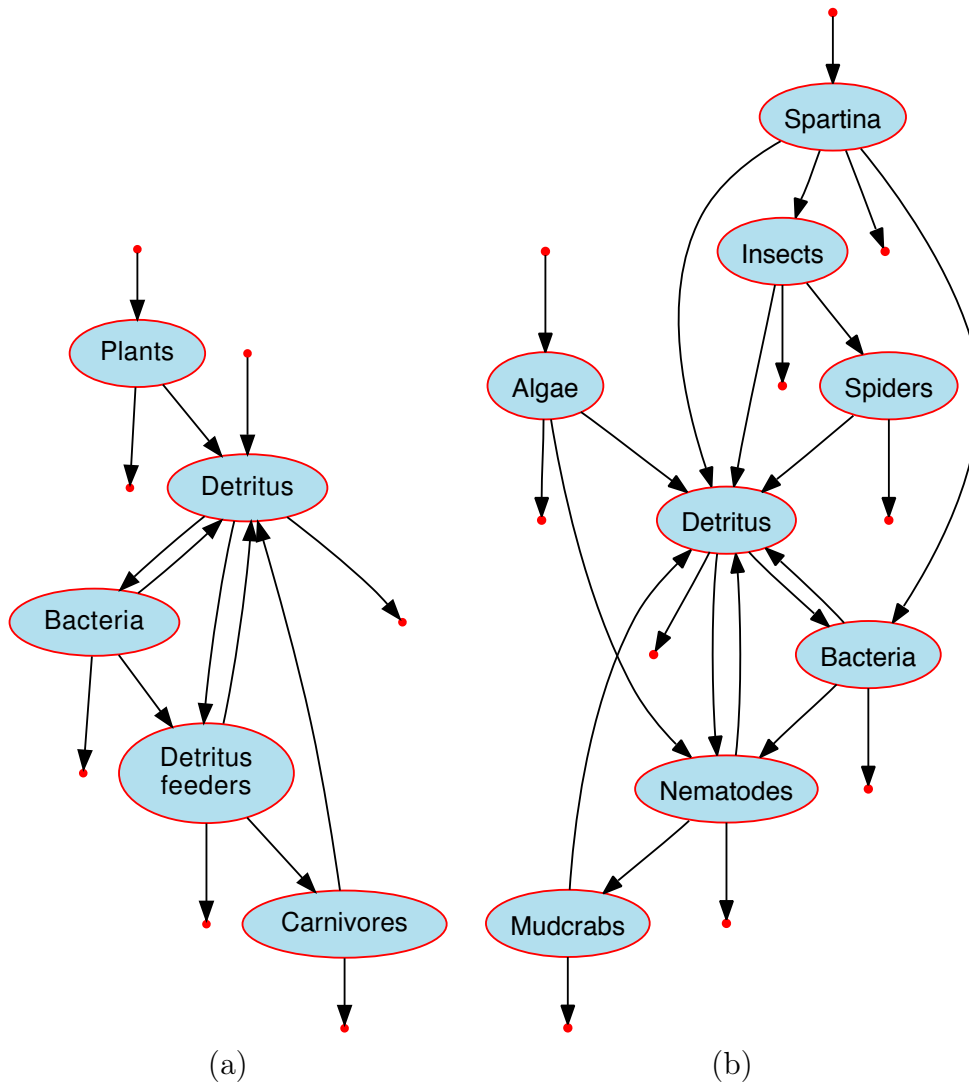 Plants
Detritus
Bacteria
Detritus
feeders
Carnivores
(a)
Spartina
Insects
Algae
Spiders
Detritus
Bacteria
Nematodes
Mudcrabs
(b)